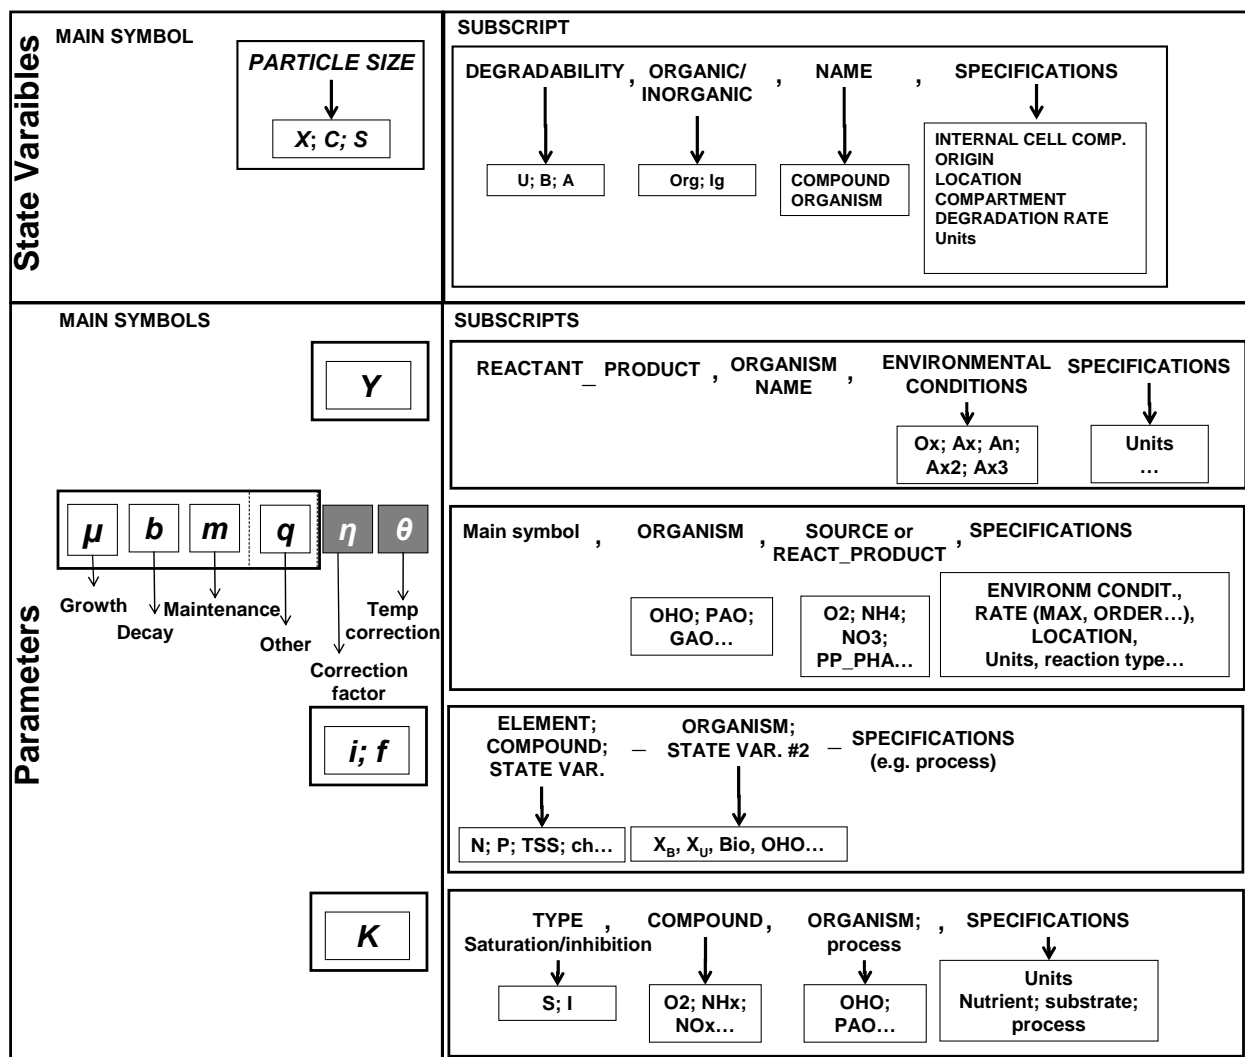 State Varaibles
MAIN SYMBOL
PARTICLE SIZE
X; C; S
SUBSCRIPT
DEGRADABILITY , ORGANIC/ , NAME , SPECIFICATIONS
INORGANIC
U; B; A
Org; Ig
COMPOUND
ORGANISM
INTERNAL CELL COMP.
ORIGIN
LOCATION
COMPARTMENT
DEGRADATION RATE
Units
Parameters
MAIN SYMBOLS
SUBSCRIPTS
Y
REACTANT_ PRODUCT , ORGANISM , ENVIRONMENTAL SPECIFICATIONS
NAME CONDITIONS
Ox; Ax; An;
Ax2; Ax3
Units
…
μ b m q η θ
Growth
Decay
Maintenance
Other
Correction
factor
Temp
correction
Main symbol , ORGANISM , SOURCE or , SPECIFICATIONS
REACT_PRODUCT
OHO; PAO;
GAO…
O2; NH4;
NO3;
PP_PHA…
ENVIRONM CONDIT.,
RATE (MAX, ORDER…),
LOCATION,
Units, reaction type…
i; f
ELEMENT;
COMPOUND;
STATE VAR.
_
ORGANISM;
STATE VAR. #2
_
SPECIFICATIONS
(e.g. process)
N; P; TSS; ch…
XB, XU, Bio, OHO…
K
TYPE , COMPOUND, ORGANISM; , SPECIFICATIONS
Saturation/inhibition process
S; I
O2; NHx;
NOx…
OHO;
PAO…
Units
Nutrient; substrate;
process